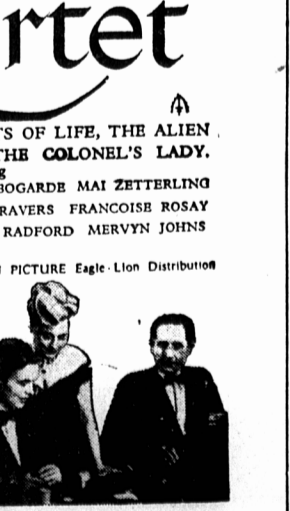 rtet
TS OF LIFE, THE ALIEN
THE COLONEL'S LADY.
g
BOGARDE MAI ZETTERLING
RAVERS FRANCOISE ROSAY
RADFORD MERVYN JOHNS
PICTURE Eagle-Lion Distribution